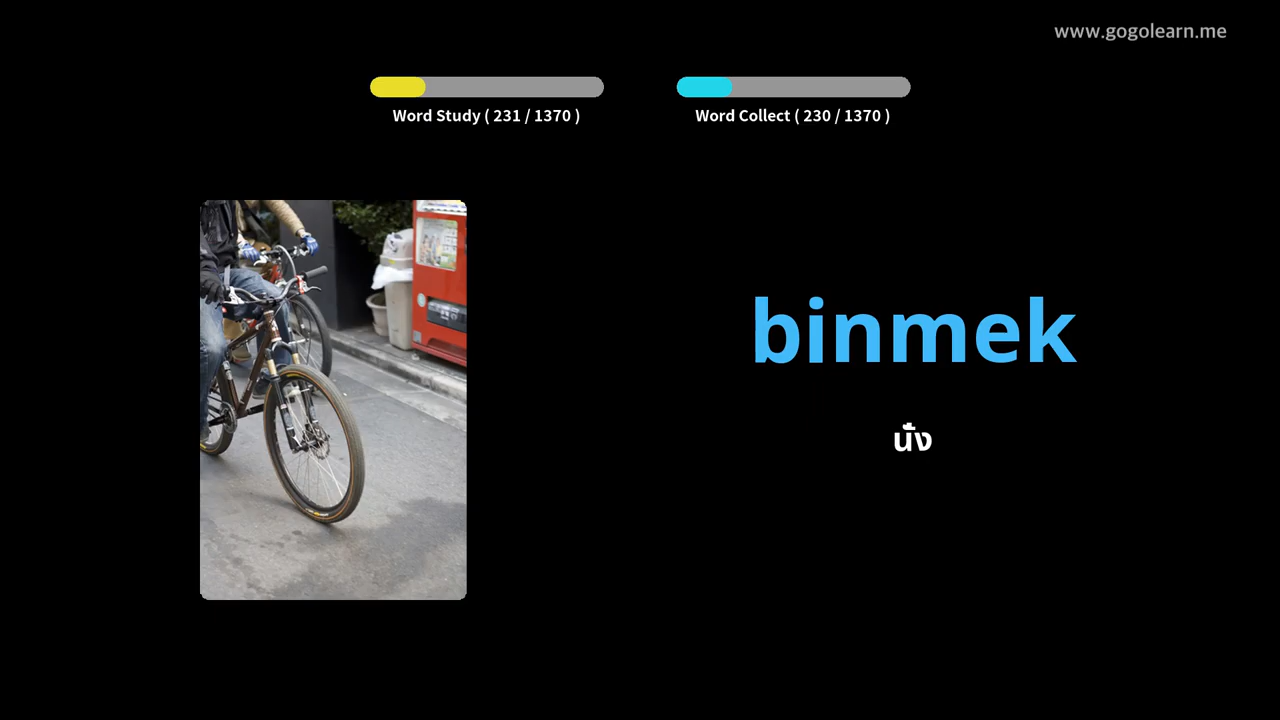 www.gogolearn.me
Word Study ( 231 / 1370 )
Word Collect ( 230 / 1370 )
binmek
นั่ง